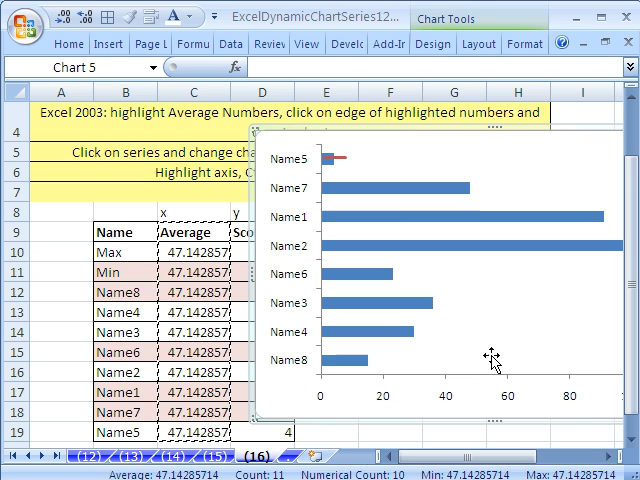 ExcelDynamicChartSeries12... Chart Tools
Home Insert Page L Formu Data Review View Develo Add-Ir Design Layout Format
Chart 5 fx
A B C D E F G H I
4 Excel 2003: highlight Average Numbers, click on edge of highlighted numbers and
5 Click on series and change cha
6 Highlight axis, C
7
8 x y
9 Name Average Sco
10 Max 47.142857
11 Min 47.142857
12 Name8 47.142857
13 Name4 47.142857
14 Name3 47.142857
15 Name6 47.142857
16 Name2 47.142857
17 Name1 47.142857
18 Name7 47.142857
19 Name5 47.142857 4
Name5
Name7
Name1
Name2
Name6
Name3
Name4
Name8
0 20 40 60 80
(12) (13) (14) (15) (16)
Average: 47.14285714 Count: 11 Numerical Count: 10 Min: 47.14285714 Max: 47.14285714